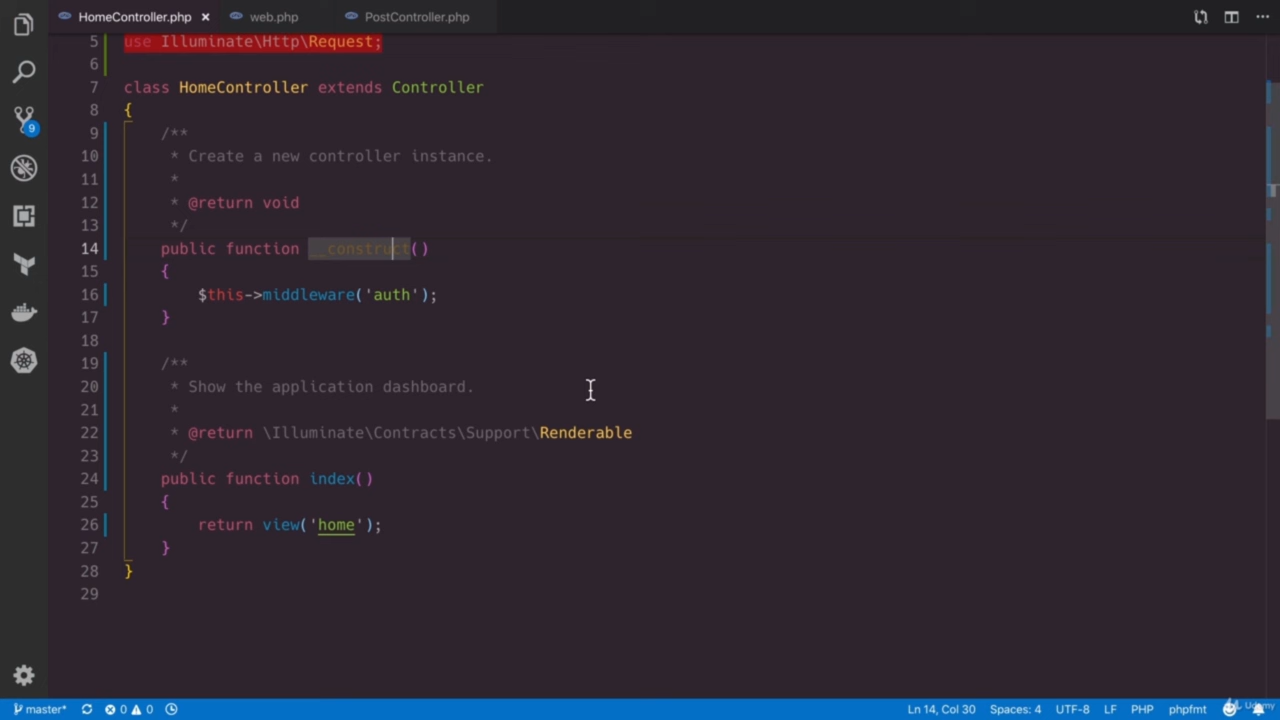 HomeController.php × web.php PostController.php
5 use Illuminate\Http\Request;
6
7 class HomeController extends Controller
8 {
9 /**
10 * Create a new controller instance.
11 *
12 * @return void
13 */
14 public function __construct()
15 {
16 $this->middleware('auth');
17 }
18
19 /**
20 * Show the application dashboard.
21 *
22 * @return \Illuminate\Contracts\Support\Renderable
23 */
24 public function index()
25 {
26 return view('home');
27 }
28 }
29
9
master* 0 0 Ln 14, Col 30 Spaces: 4 UTF-8 LF PHP phpfmt
Udemy